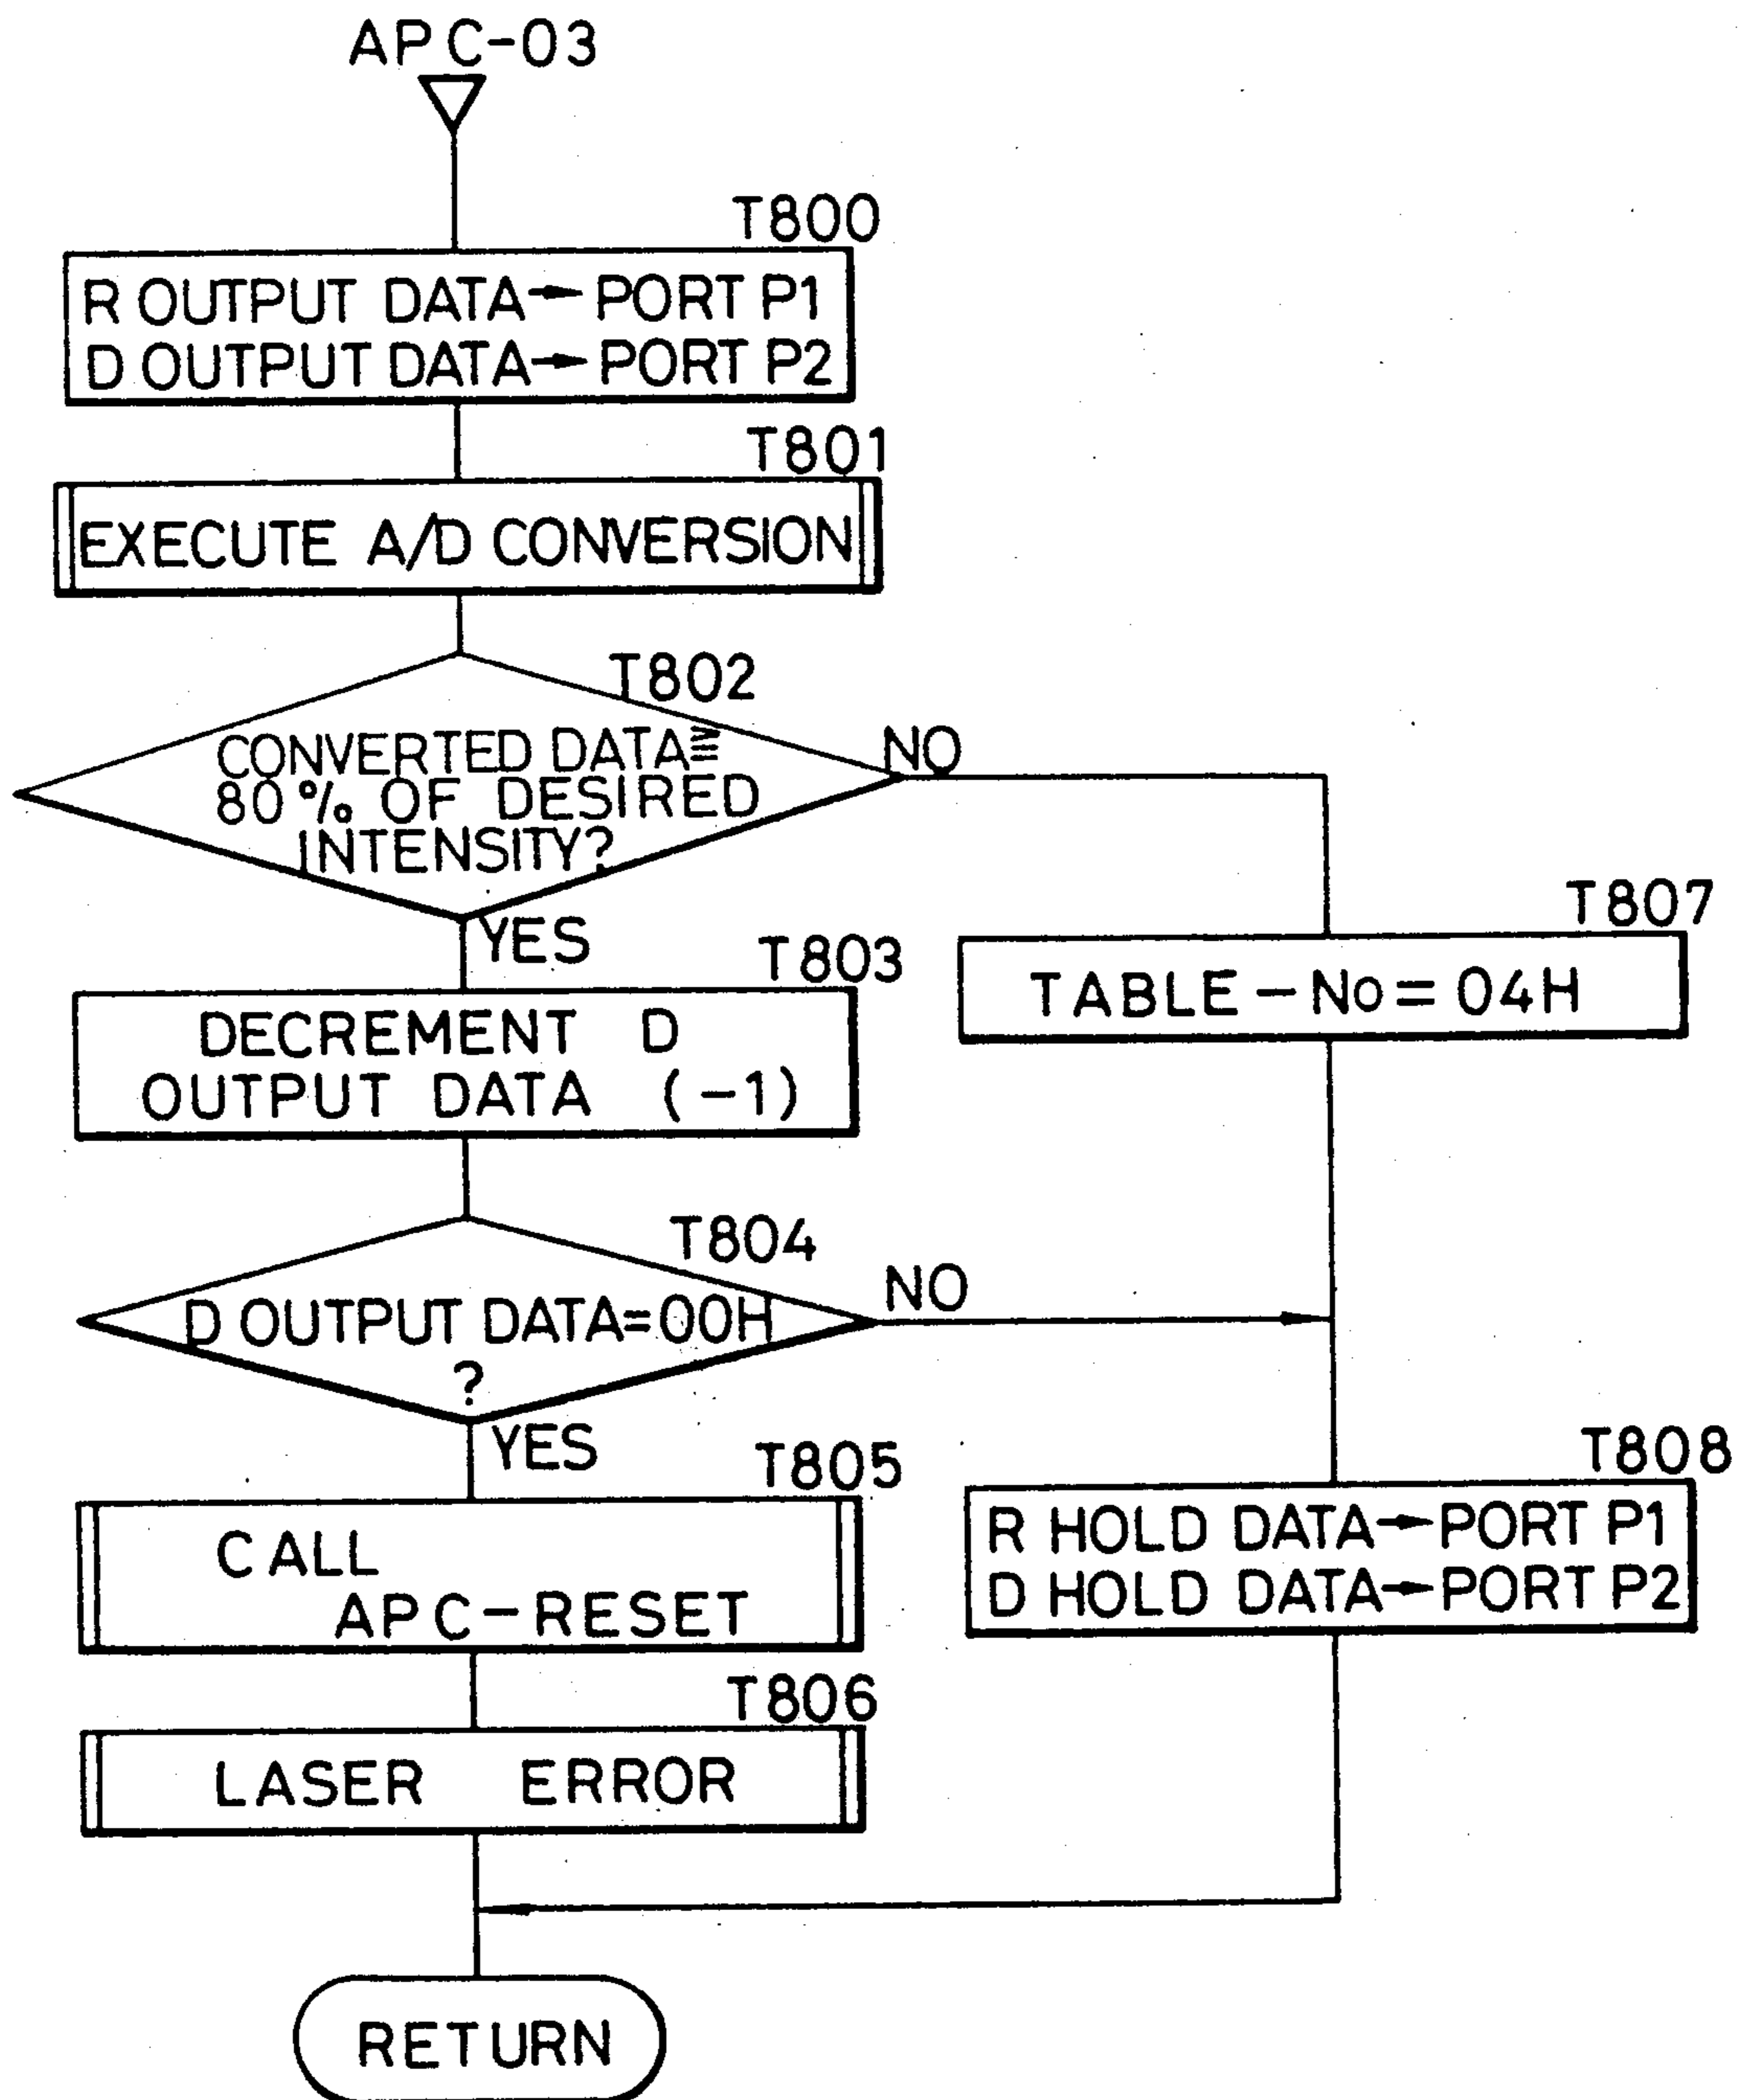 APC-03
T800
R OUTPUT DATA→PORT P1
D OUTPUT DATA→PORT P2
T801
EXECUTE A/D CONVERSION
T802
CONVERTED DATA≧
80% OF DESIRED
INTENSITY?
NO
YES
T807
TABLE-No=04H
T803
DECREMENT D
OUTPUT DATA (-1)
T804
D OUTPUT DATA=00H
?
NO
YES
T805
CALL
APC-RESET
T808
R HOLD DATA→PORT P1
D HOLD DATA→PORT P2
T806
LASER ERROR
RETURN